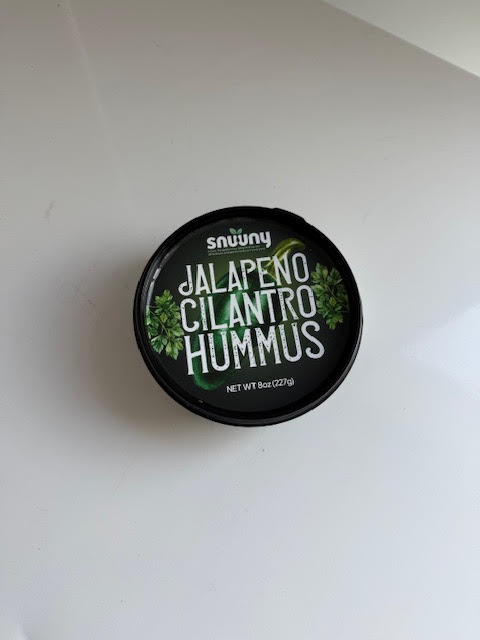 snuuny
JALAPENO
CILANTRO
HUMMUS
NET WT 8oz (227g)